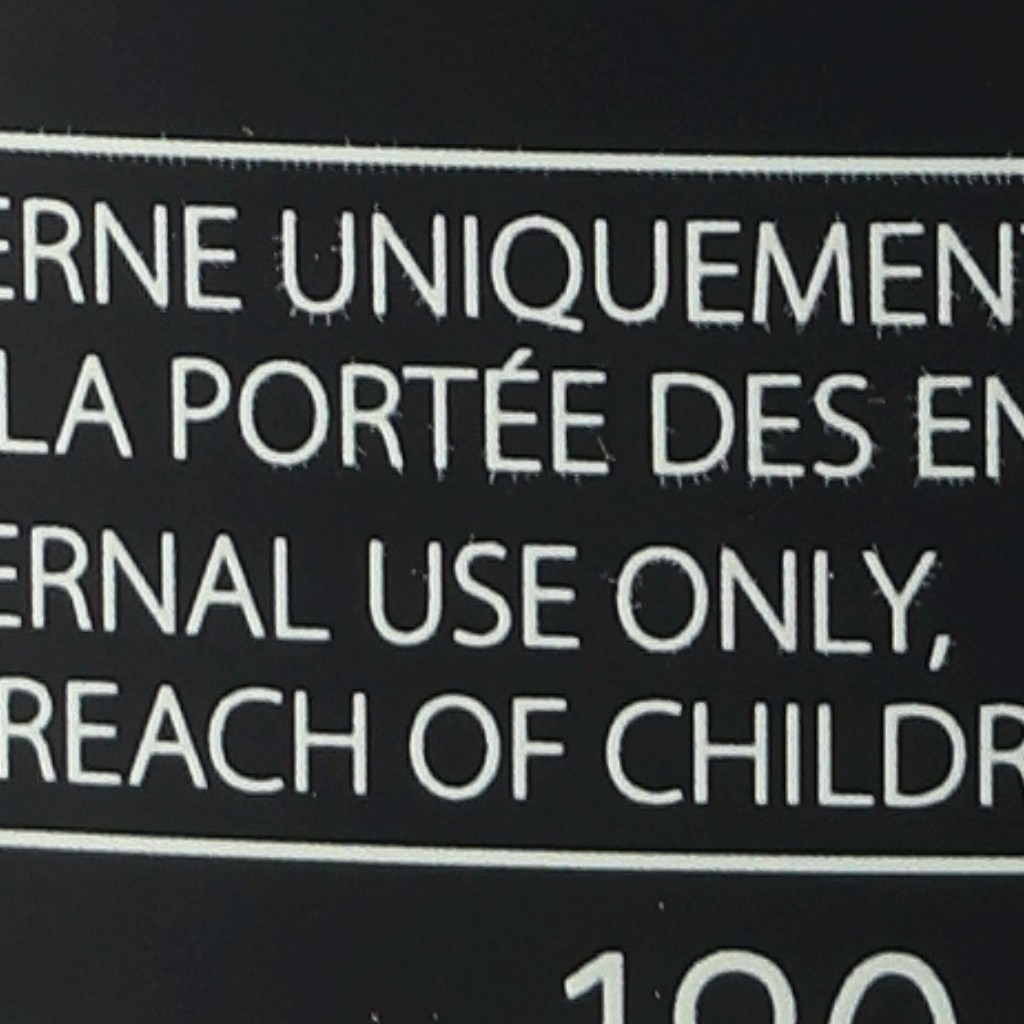 ERNE UNIQUEMENT
LA PORTÉE DES EN
ERNAL USE ONLY,
REACH OF CHILDR